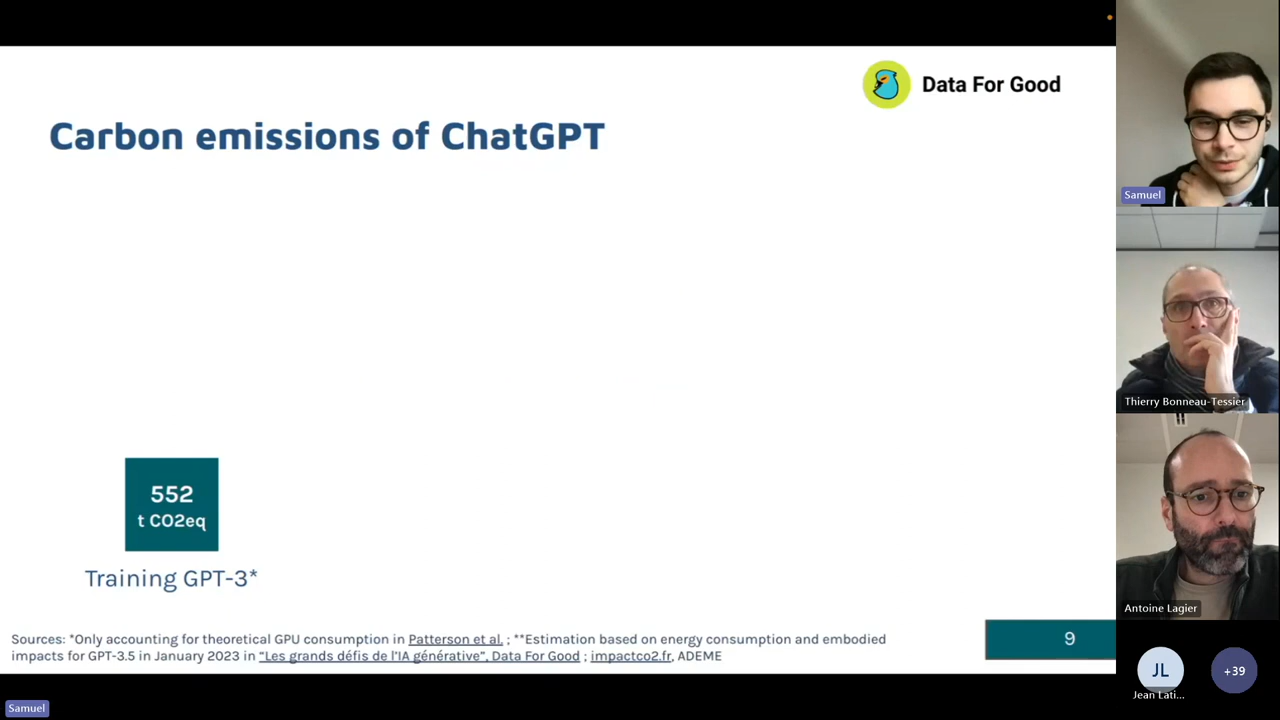 Data For Good
Carbon emissions of ChatGPT
552
t CO2eq
Training GPT-3*
Sources: *Only accounting for theoretical GPU consumption in Patterson et al. ; **Estimation based on energy consumption and embodied
impacts for GPT-3.5 in January 2023 in “Les grands défis de l’IA générative”, Data For Good ; impactco2.fr, ADEME
9
Samuel
Samuel
Thierry Bonneau-Tessier
Antoine Lagier
JL
Jean Lati...
+39